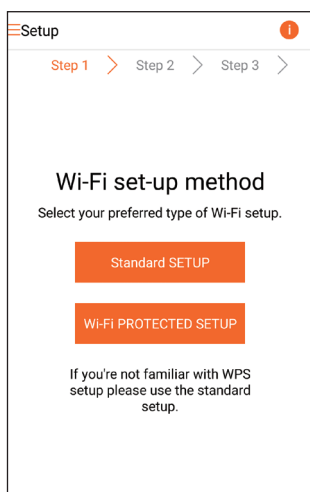 Setup
i
Step 1 Step 2 Step 3
Wi-Fi set-up method
Select your preferred type of Wi-Fi setup.
Standard SETUP
Wi-Fi PROTECTED SETUP
If you're not familiar with WPS
setup please use the standard
setup.